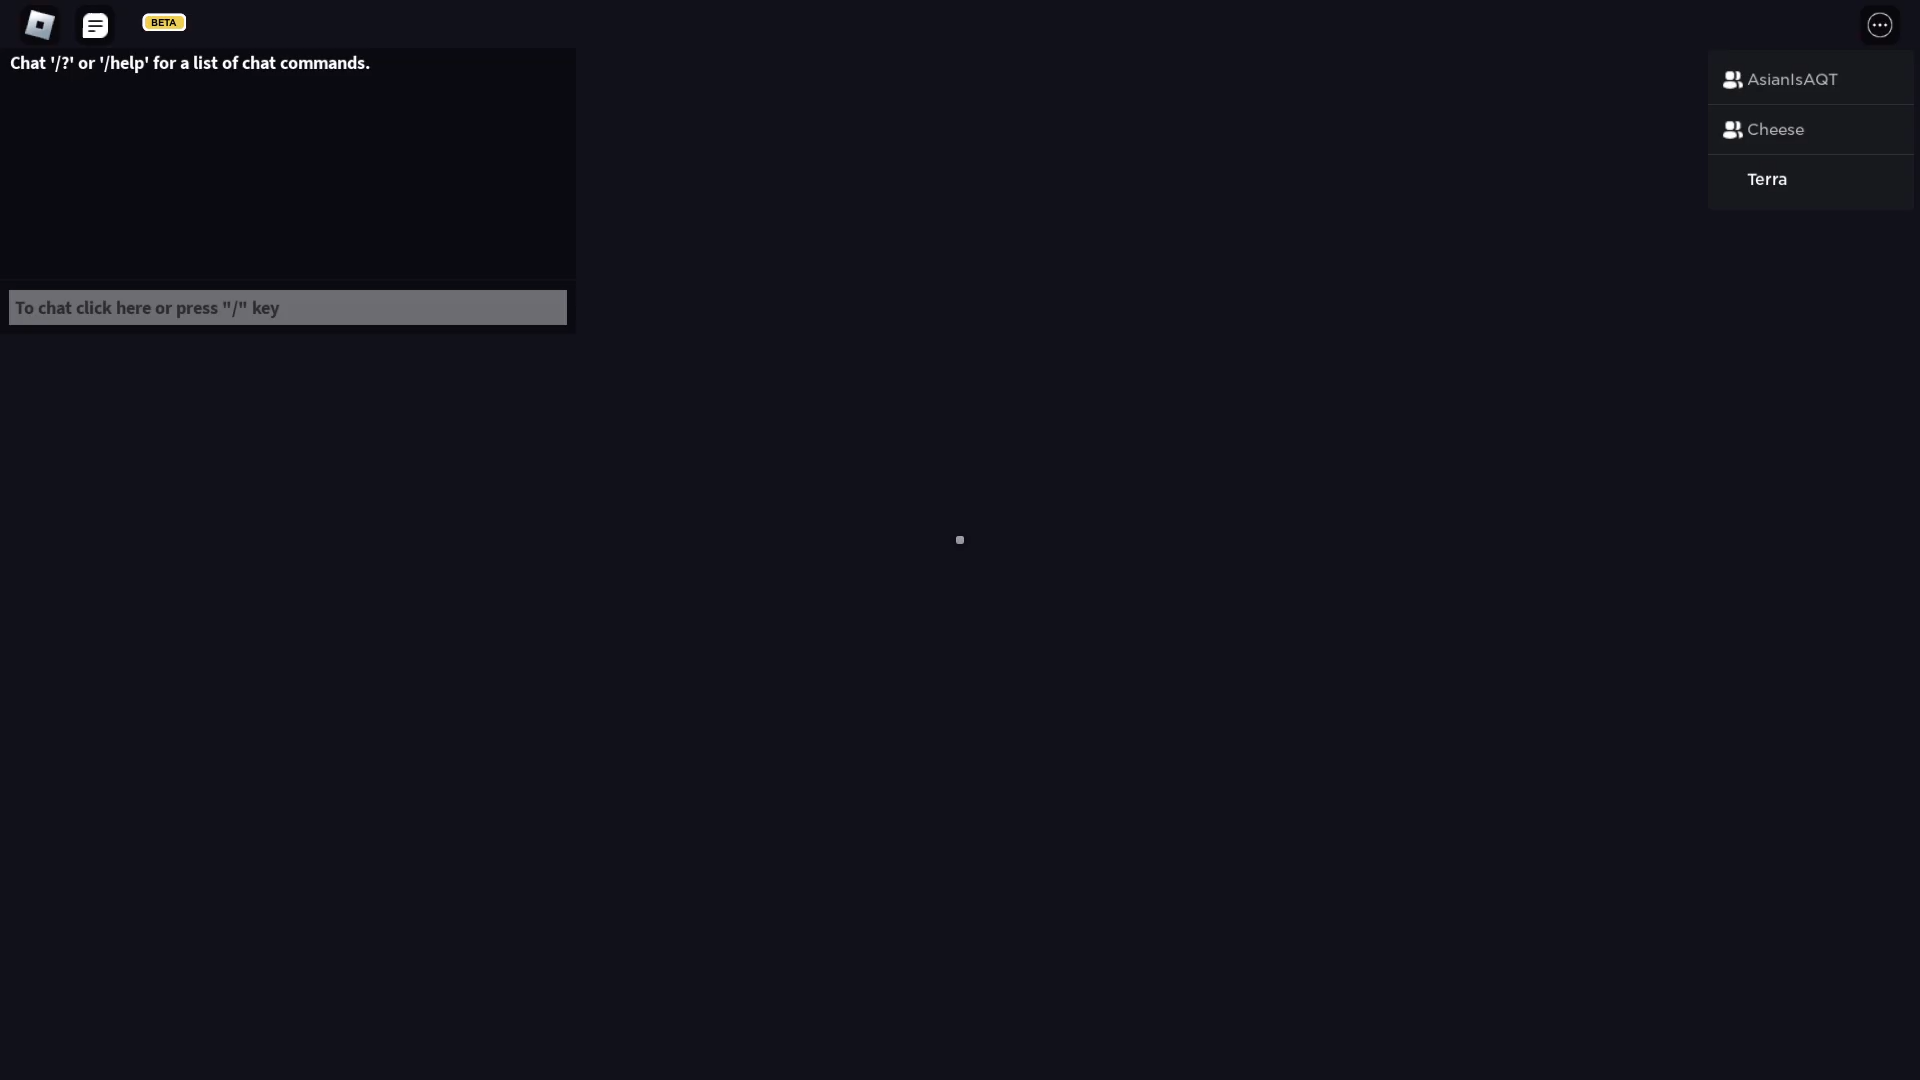 BETA
Chat '/?' or '/help' for a list of chat commands.
To chat click here or press "/" key
AsianIsAQT
Cheese
Terra